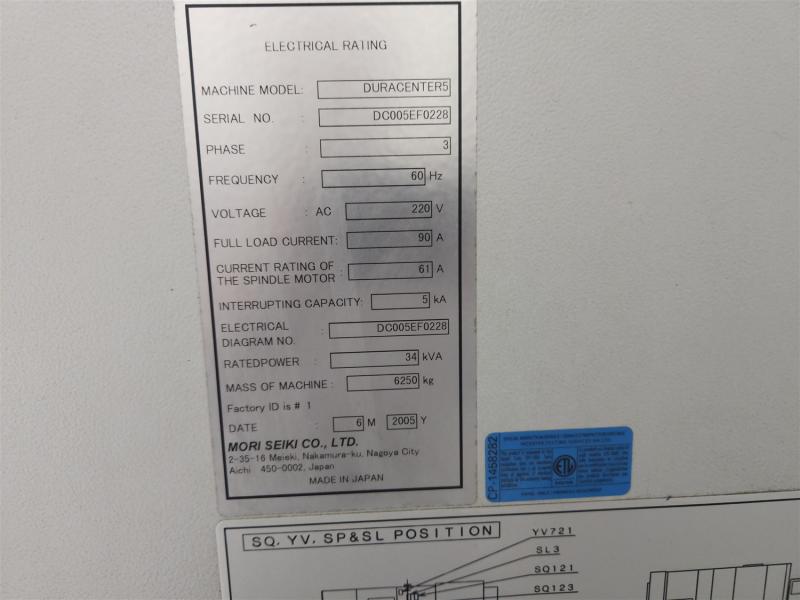 ELECTRICAL RATING
MACHINE MODEL: DURACENTER5
SERIAL NO. : DC005EF0228
PHASE : 3
FREQUENCY : 60 Hz
VOLTAGE : AC 220 V
FULL LOAD CURRENT: 90 A
CURRENT RATING OF
THE SPINDLE MOTOR : 61 A
INTERRUPTING CAPACITY: 5 kA
ELECTRICAL
DIAGRAM NO. : DC005EF0228
RATEDPOWER : 34 kVA
MASS OF MACHINE : 6250 kg
Factory ID is # 1
DATE : 6 M 2005 Y
MORI SEIKI CO., LTD.
2-35-16 Meieki, Nakamura-ku, Nagoya City
Aichi 450-0002, Japan
MADE IN JAPAN
CP-1458282
ETL
SQ, YV, SP&SL POSITION
YV721
SL3
SQ121
SQ123